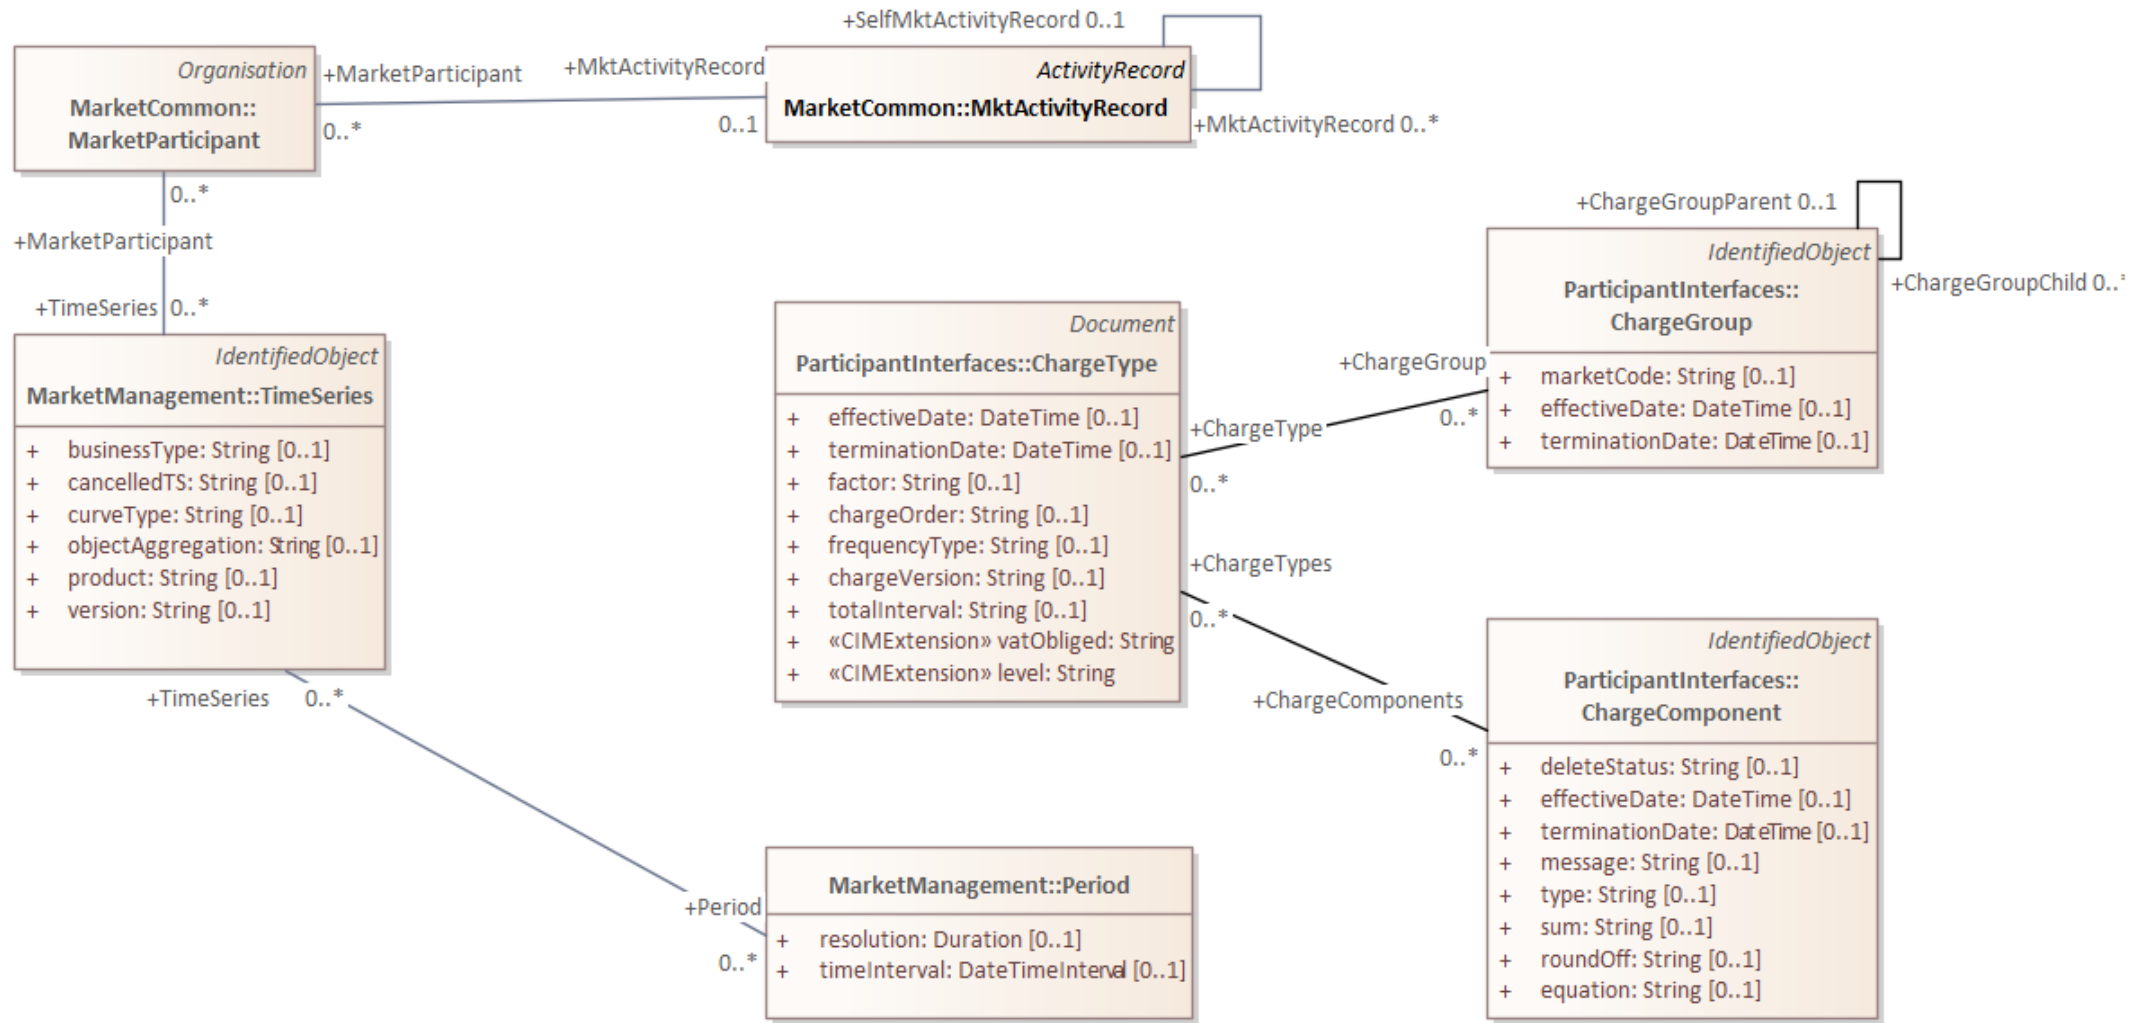 +SelfMktActivityRecord 0..1
Organisation
MarketCommon::
MarketParticipant
+MarketParticipant
0..*
+MktActivityRecord
0..1
ActivityRecord
MarketCommon::MktActivityRecord
+MktActivityRecord 0..*
0..*
+MarketParticipant
+TimeSeries
0..*
IdentifiedObject
MarketManagement::TimeSeries
+ businessType: String [0..1]
+ cancelledTS: String [0..1]
+ curveType: String [0..1]
+ objectAggregation: String [0..1]
+ product: String [0..1]
+ version: String [0..1]
+TimeSeries
0..*
Document
ParticipantInterfaces::ChargeType
+ effectiveDate: DateTime [0..1]
+ terminationDate: DateTime [0..1]
+ factor: String [0..1]
+ chargeOrder: String [0..1]
+ frequencyType: String [0..1]
+ chargeVersion: String [0..1]
+ totalInterval: String [0..1]
+ «CIMExtension» vatObliged: String
+ «CIMExtension» level: String
+ChargeType
0..*
+ChargeGroup
0..*
+ChargeGroupParent 0..1
IdentifiedObject
ParticipantInterfaces::
ChargeGroup
+ marketCode: String [0..1]
+ effectiveDate: DateTime [0..1]
+ terminationDate: DateTime [0..1]
+ChargeGroupChild 0..*
+ChargeTypes
0..*
+ChargeComponents
0..*
IdentifiedObject
ParticipantInterfaces::
ChargeComponent
+ deleteStatus: String [0..1]
+ effectiveDate: DateTime [0..1]
+ terminationDate: DateTime [0..1]
+ message: String [0..1]
+ type: String [0..1]
+ sum: String [0..1]
+ roundOff: String [0..1]
+ equation: String [0..1]
+Period
0..*
MarketManagement::Period
+ resolution: Duration [0..1]
+ timeInterval: DateTimeInterval [0..1]